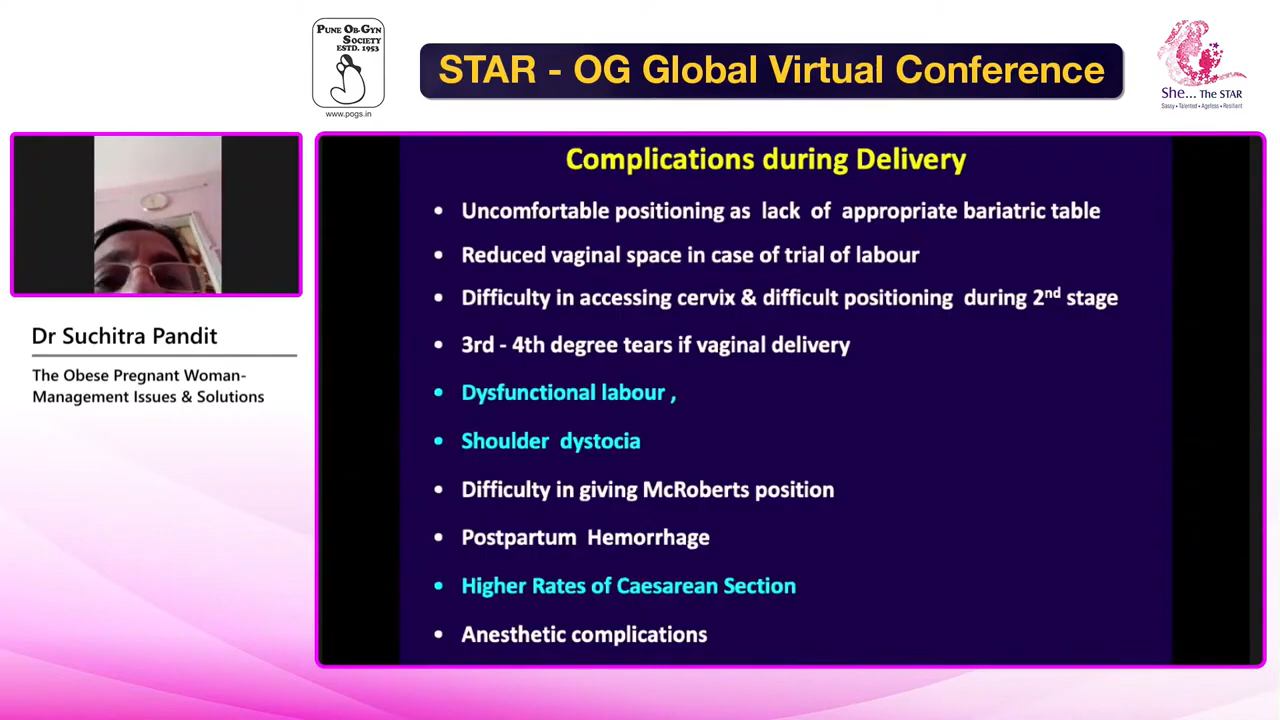 PUNE OB-GYN
SOCIETY
ESTD. 1953
www.pogs.in
STAR - OG Global Virtual Conference
She... THE STAR
Sassy • Talented • Ageless • Resilient
Dr Suchitra Pandit
The Obese Pregnant Woman-
Management Issues & Solutions
Complications during Delivery
• Uncomfortable positioning as lack of appropriate bariatric table
• Reduced vaginal space in case of trial of labour
• Difficulty in accessing cervix & difficult positioning during 2nd stage
• 3rd - 4th degree tears if vaginal delivery
• Dysfunctional labour ,
• Shoulder dystocia
• Difficulty in giving McRoberts position
• Postpartum Hemorrhage
• Higher Rates of Caesarean Section
• Anesthetic complications